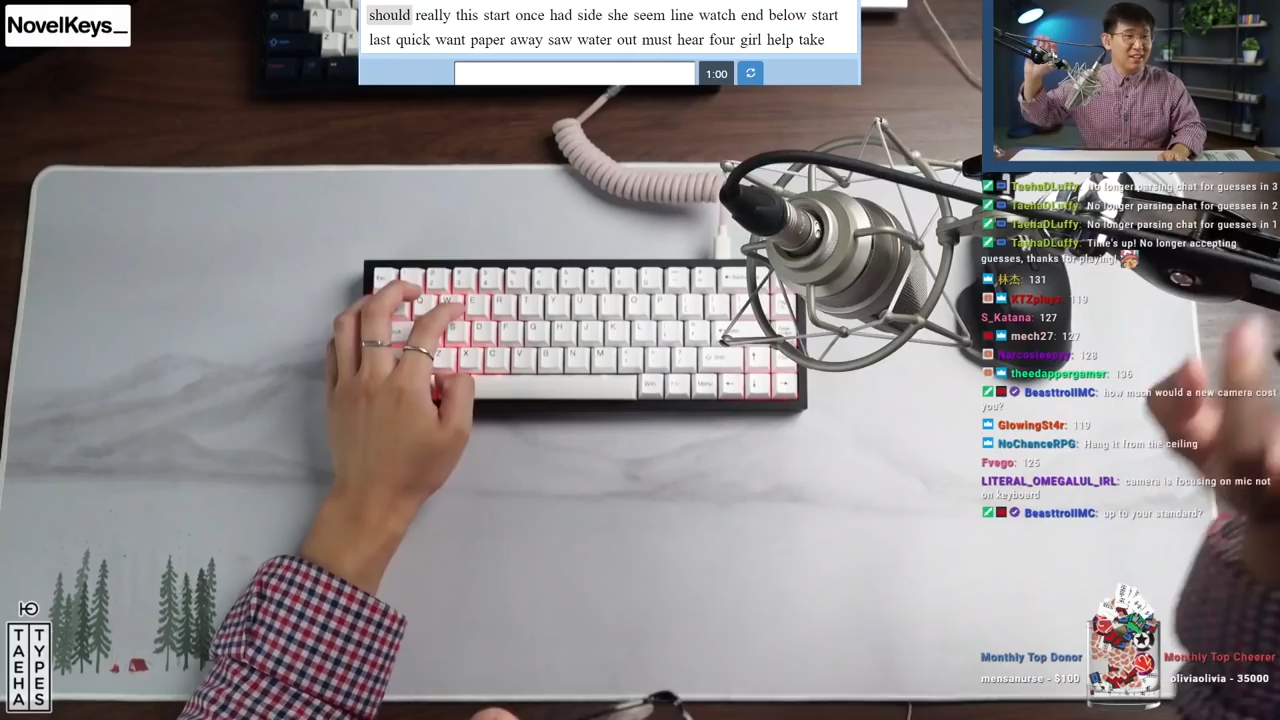 NovelKeys_
should really this start once had side she seem line watch end below start
last quick want paper away saw water out must hear four girl help take
1:00
TaehaDLuffy: No longer parsing chat for guesses in 3
TaehaDLuffy: No longer parsing chat for guesses in 2
TaehaDLuffy: No longer parsing chat for guesses in 1
TaehaDLuffy: Time's up! No longer accepting
guesses, thanks for playing!
林杰: 131
KTZplays: 119
S_Katana: 127
mech27: 127
Narcosleepzy: 128
theedappergamer: 136
BeasttrollMC: how much would a new camera cost
you?
GlowingSt4r: 119
NoChanceRPG: Hang it from the ceiling
Fvego: 125
LITERAL_OMEGALUL_IRL: camera is focusing on mic not
on keyboard
BeasttrollMC: up to your standard?
Monthly Top Donor
mensanurse - $100
Monthly Top Cheerer
oliviaolivia - 35000
TAEHA
TYPES
Q W E R T Y U I O P
S D F G H J K L
Z X C V B N M
Win Fn Menu